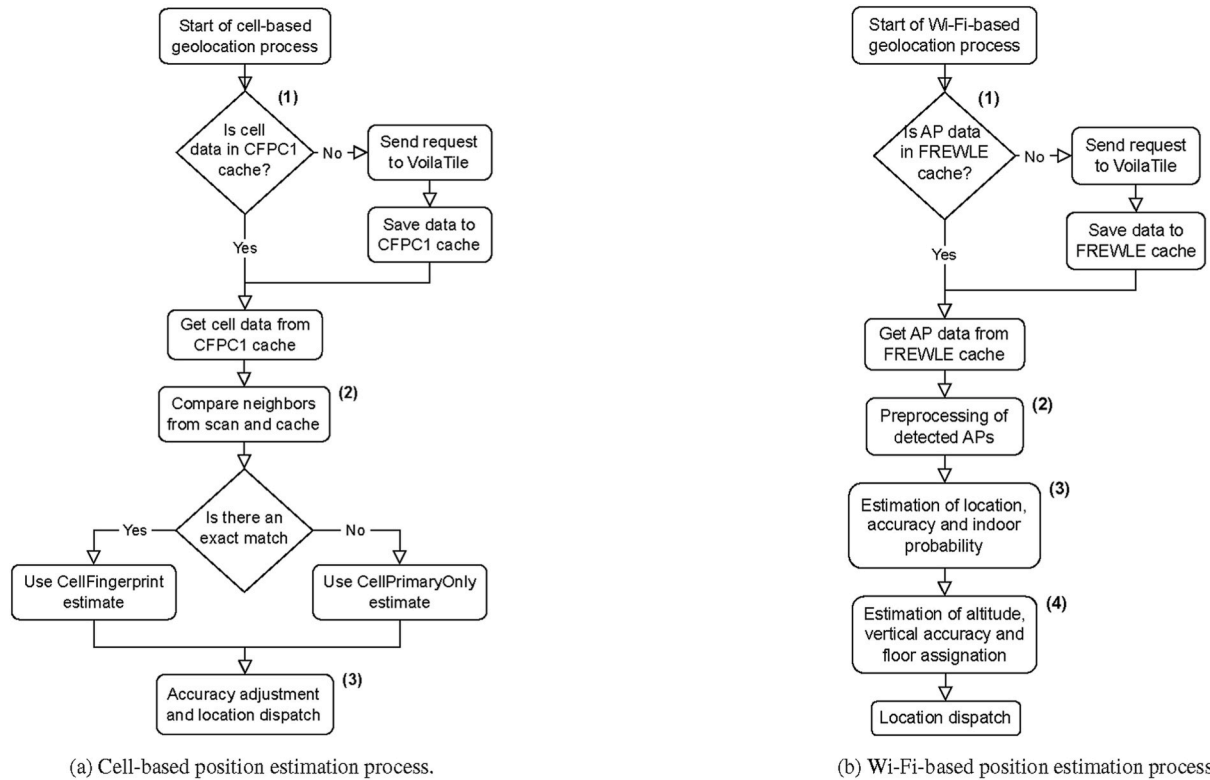 Start of cell-based
geolocation process
(1)
Is cell
data in CFPC1
cache?
No
Send request
to VoilaTile
Save data to
CFPC1 cache
Yes
Get cell data from
CFPC1 cache
(2)
Compare neighbors
from scan and cache
Is there an
exact match
Yes
No
Use CellFingerprint
estimate
Use CellPrimaryOnly
estimate
(3)
Accuracy adjustment
and location dispatch
(a) Cell-based position estimation process.
Start of Wi-Fi-based
geolocation process
(1)
Is AP data
in FREWLE
cache?
No
Send request
to VoilaTile
Save data to
FREWLE cache
Yes
Get AP data from
FREWLE cache
(2)
Preprocessing of
detected APs
(3)
Estimation of location,
accuracy and indoor
probability
(4)
Estimation of altitude,
vertical accuracy and
floor assignation
Location dispatch
(b) Wi-Fi-based position estimation process